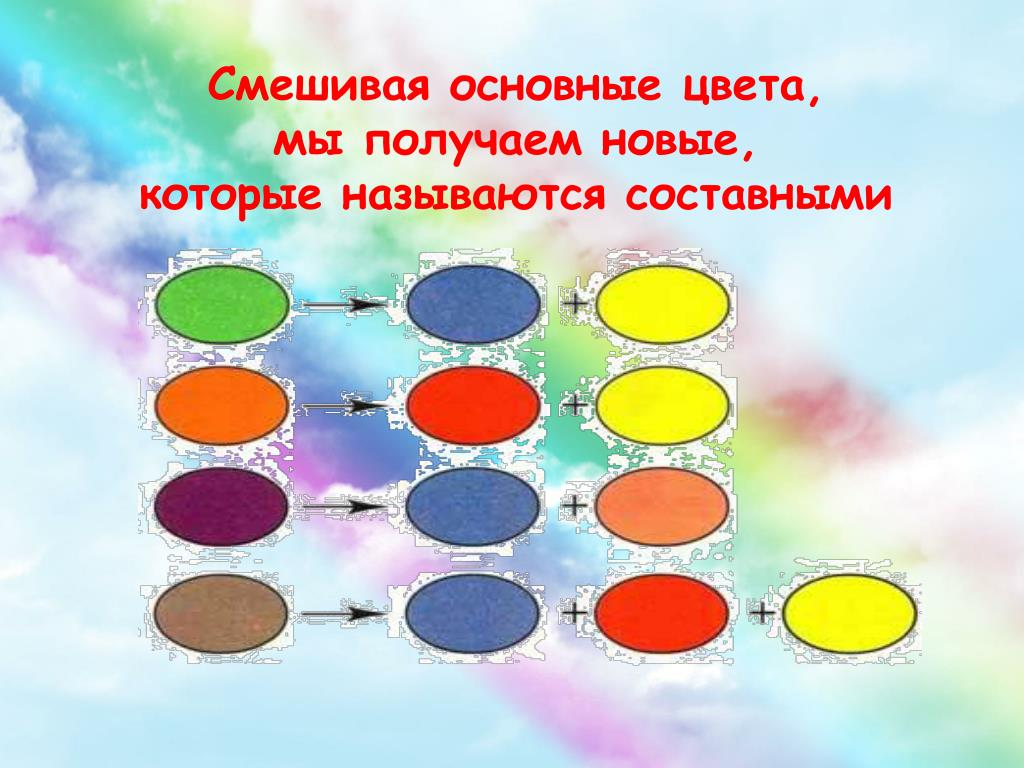 Смешивая основные цвета,
мы получаем новые,
которые называются составными
+
+
+
+ +